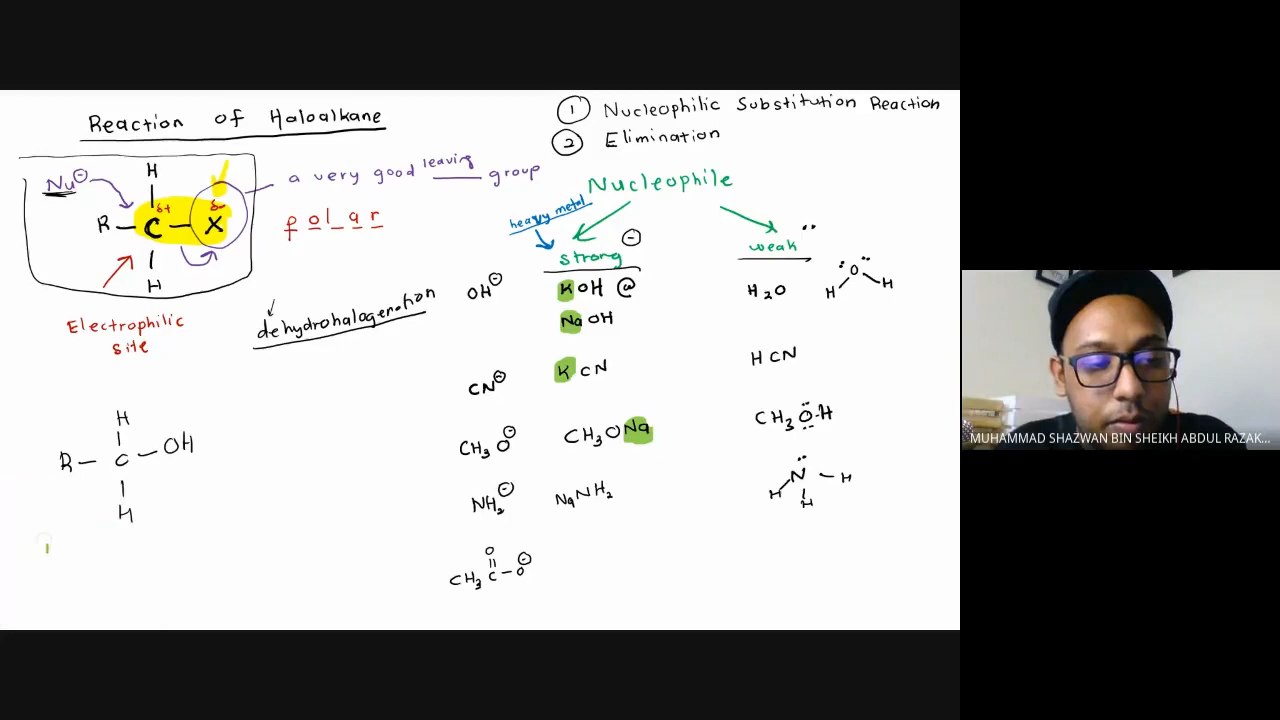 Reaction of Haloalkane
① Nucleophilic Substitution Reaction
② Elimination
H
Nu⊖
a very good leaving group
δ+ δ-
R – C – X
H
polar
Electrophilic
site
dehydrohalogenation
Nucleophile
heavy metal
⊖
strong
weak
OH⊖ KOH @
NaOH
H2O
O
H H
CN⊖ KCN HCN
CH3O⊖ CH3ONa CH3O-H
NH2⊖ NaNH2
N H
H H
O
CH3 C – O⊖
H
R – C – OH
H
MUHAMMAD SHAZWAN BIN SHEIKH ABDUL RAZAK...